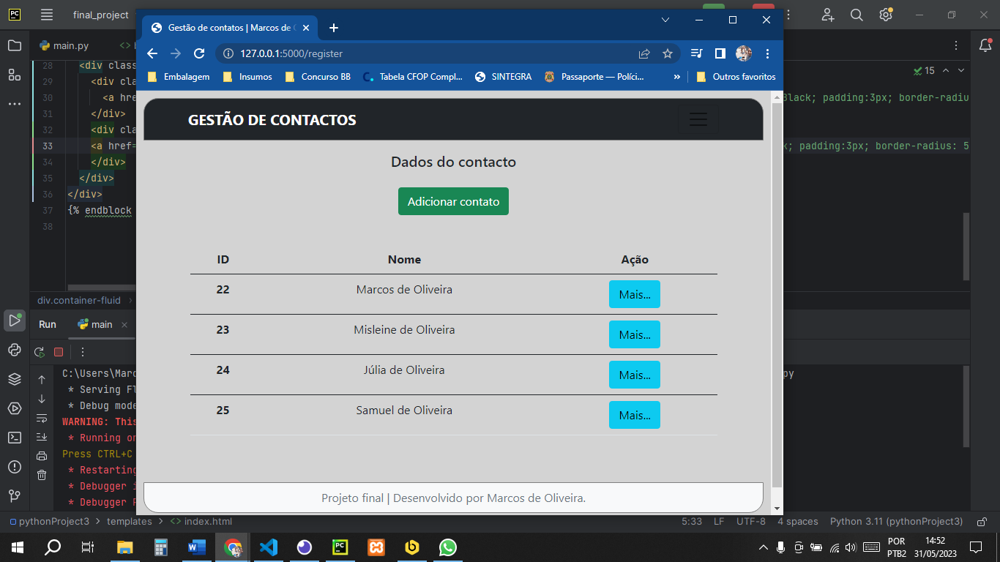 PC
final_project
main.py
15
28 <div class
29 <div cla
30 <a hre
31 </div>
32 <div cla
33 <a href=
34 </div>
35 </div>
36 </div>
37 {% endblock
38
Black; padding:3px; border-radiu
k; padding:3px; border-radius: 5
div.container-fluid
Run
main
C:\Users\Marc
py
* Serving Fl
* Debug mode
WARNING: This
* Running on
Press CTRL+C
* Restarting
* Debugger i
* Debugger P
Gestão de contatos | Marcos de
127.0.0.1:5000/register
Embalagem
Insumos
Concurso BB
Tabela CFOP Compl...
SINTEGRA
Passaporte — Políci...
»
Outros favoritos
GESTÃO DE CONTACTOS
Dados do contacto
Adicionar contato
ID Nome Ação
22 Marcos de Oliveira Mais...
23 Misleine de Oliveira Mais...
24 Júlia de Oliveira Mais...
25 Samuel de Oliveira Mais...
Projeto final | Desenvolvido por Marcos de Oliveira.
pythonProject3 > templates > <> index.html
5:33 LF UTF-8 4 spaces Python 3.11 (pythonProject3)
POR
PTB2
14:52
31/05/2023